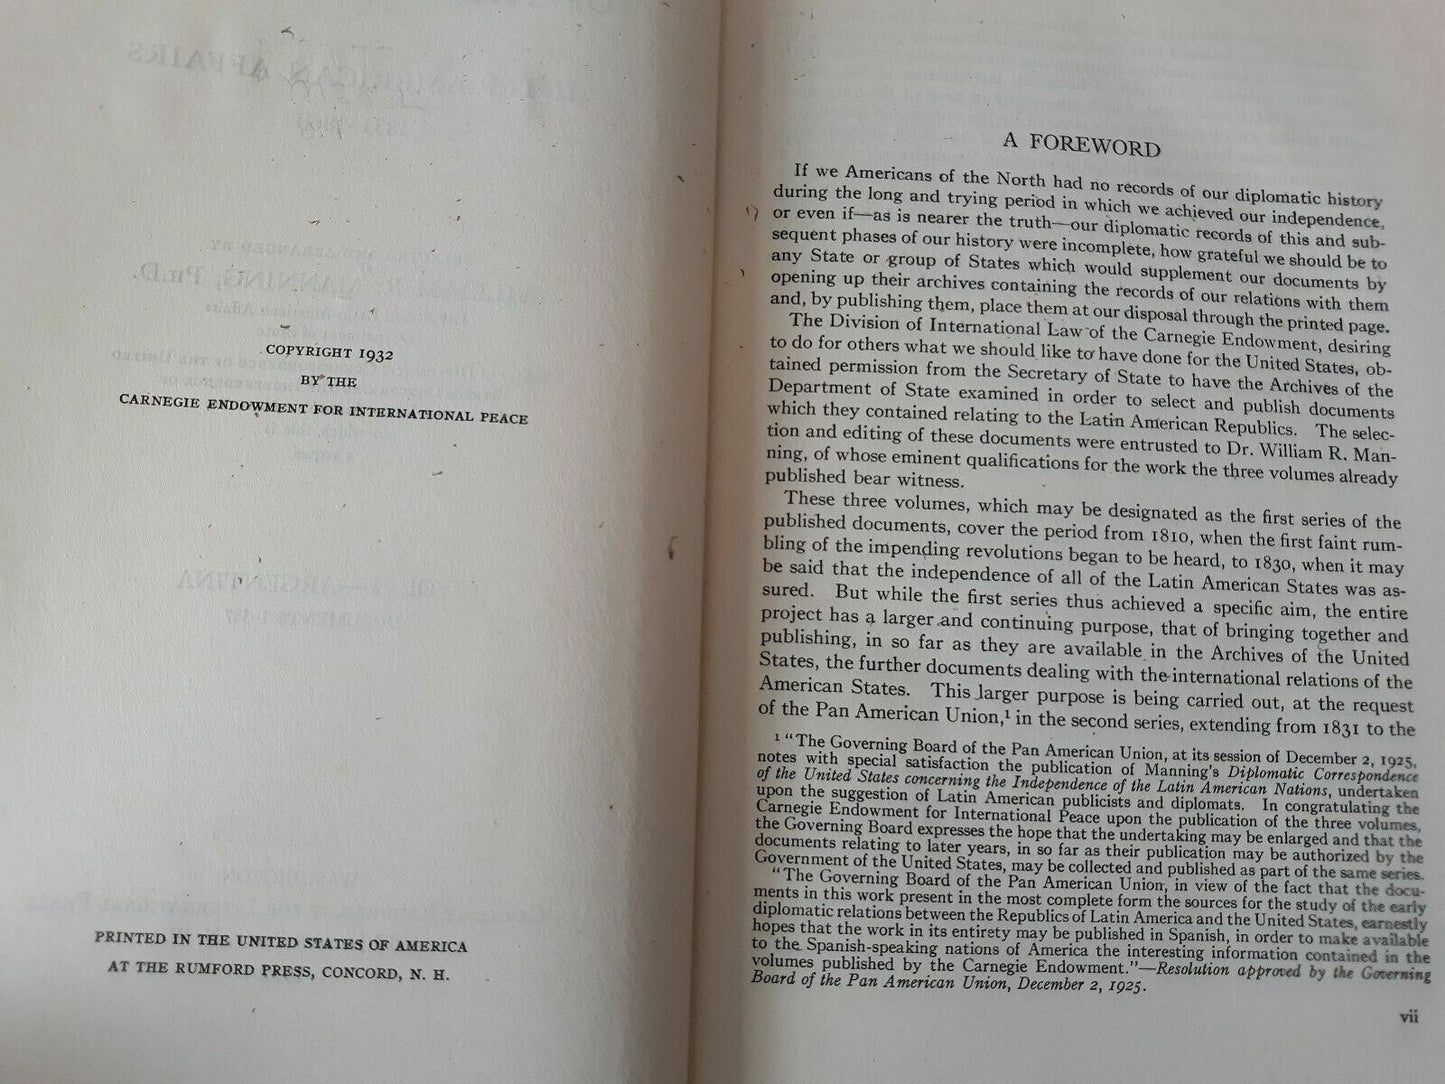 COPYRIGHT 1932
BY THE
CARNEGIE ENDOWMENT FOR INTERNATIONAL PEACE
PRINTED IN THE UNITED STATES OF AMERICA
AT THE RUMFORD PRESS, CONCORD, N. H.
A FOREWORD
If we Americans of the North had no records of our diplomatic history
during the long and trying period in which we achieved our independence,
or even if—as is nearer the truth—our diplomatic records of this and sub-
sequent phases of our history were incomplete, how grateful we should be to
any State or group of States which would supplement our documents by
opening up their archives containing the records of our relations with them
and, by publishing them, place them at our disposal through the printed page.
The Division of International Law of the Carnegie Endowment, desiring
to do for others what we should like to have done for the United States, ob-
tained permission from the Secretary of State to have the Archives of the
Department of State examined in order to select and publish documents
which they contained relating to the Latin American Republics. The selec-
tion and editing of these documents were entrusted to Dr. William R. Man-
ning, of whose eminent qualifications for the work the three volumes already
published bear witness.
These three volumes, which may be designated as the first series of the
published documents, cover the period from 1810, when the first faint rum-
bling of the impending revolutions began to be heard, to 1830, when it may
be said that the independence of all of the Latin American States was as-
sured. But while the first series thus achieved a specific aim, the entire
project has a larger and continuing purpose, that of bringing together and
publishing, in so far as they are available in the Archives of the United
States, the further documents dealing with the international relations of the
American States. This larger purpose is being carried out, at the request
of the Pan American Union,¹ in the second series, extending from 1831 to the
¹ "The Governing Board of the Pan American Union, at its session of December 2, 1925,
notes with special satisfaction the publication of Manning's Diplomatic Correspondence
of the United States concerning the Independence of the Latin American Nations, undertaken
upon the suggestion of Latin American publicists and diplomats. In congratulating the
Carnegie Endowment for International Peace upon the publication of the three volumes,
the Governing Board expresses the hope that the undertaking may be enlarged and that the
documents relating to later years, in so far as their publication may be authorized by the
Government of the United States, may be collected and published as part of the same series.
"The Governing Board of the Pan American Union, in view of the fact that the docu-
ments in this work present in the most complete form the sources for the study of the early
diplomatic relations between the Republics of Latin America and the United States, earnestly
hopes that the work in its entirety may be published in Spanish, in order to make available
to the Spanish-speaking nations of America the interesting information contained in the
volumes published by the Carnegie Endowment."—Resolution approved by the Governing
Board of the Pan American Union, December 2, 1925.
vii